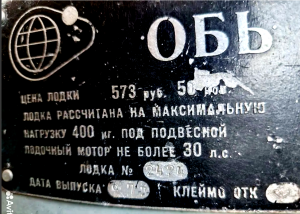 ОБЬ
ЦЕНА ЛОДКИ 573 руб. 50 коп.
ЛОДКА РАССЧИТАНА НА МАКСИМАЛЬНУЮ
НАГРУЗКУ 400 кг. ПОД ПОДВЕСНОЙ
ЛОДОЧНЫЙ МОТОР НЕ БОЛЕЕ 30 л.с.
ЛОДКА №
ДАТА ВЫПУСКА КЛЕЙМО ОТК
Avito